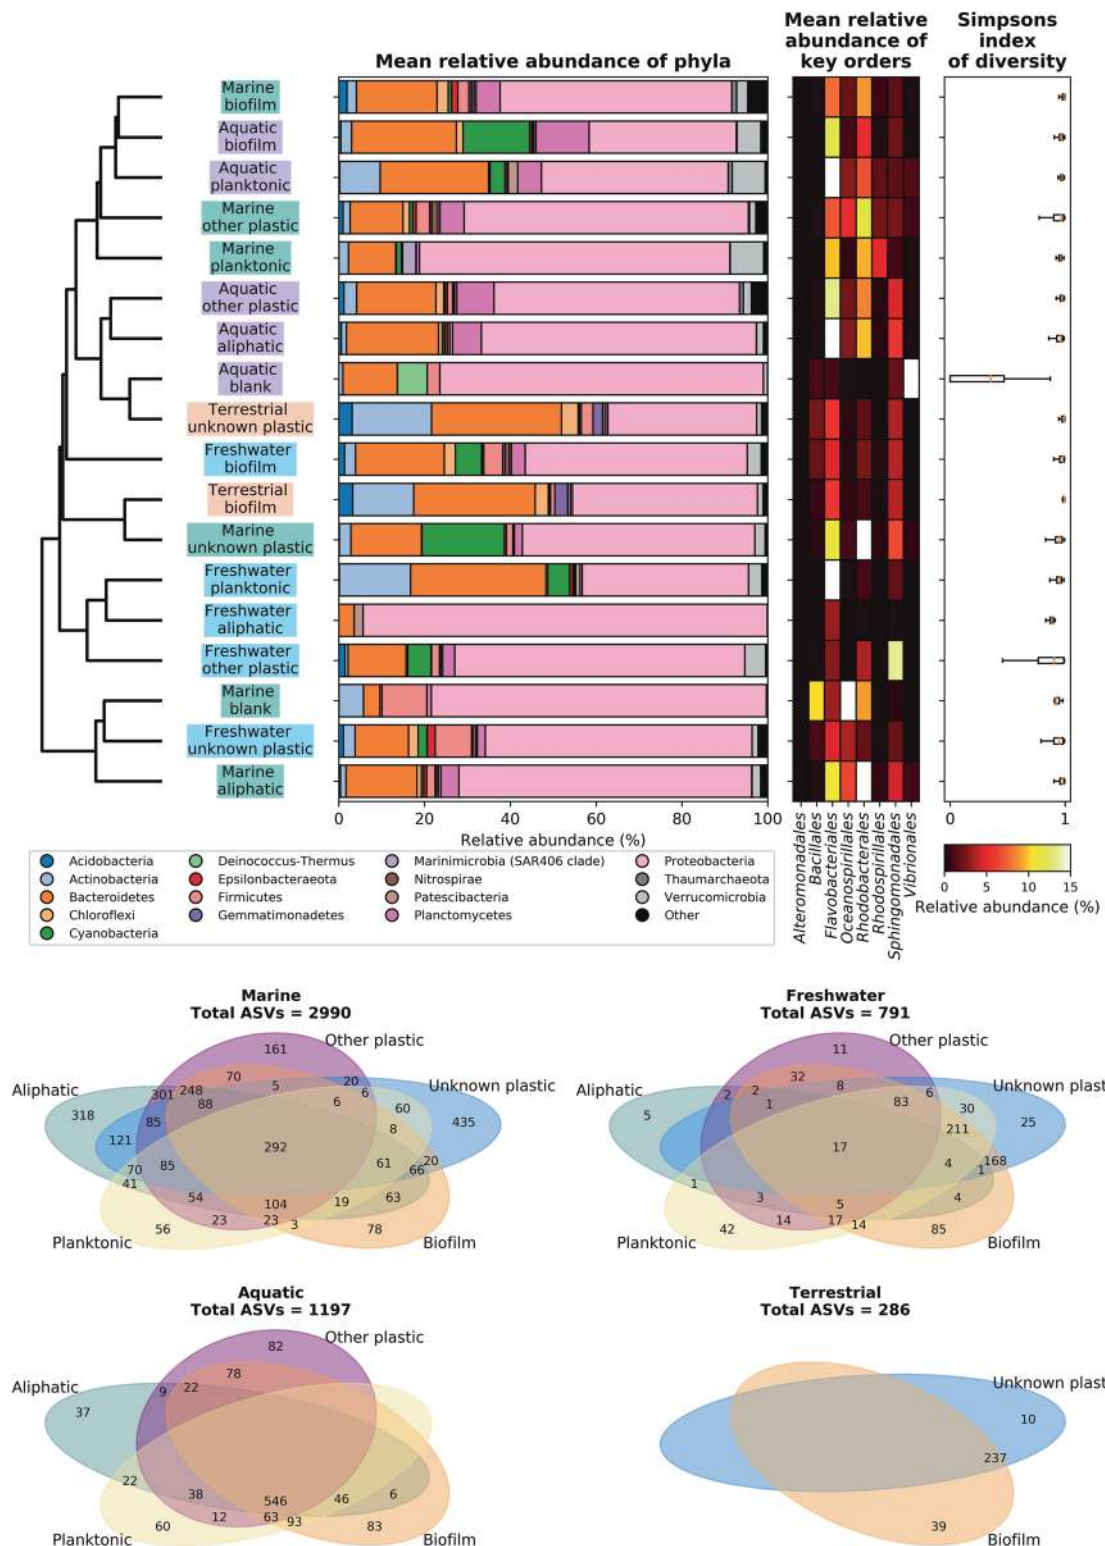 Mean relative abundance of phyla
Mean relative
abundance of
key orders
Simpsons
index
of diversity
Marine
biofilm
Aquatic
biofilm
Aquatic
planktonic
Marine
other plastic
Marine
planktonic
Aquatic
other plastic
Aquatic
aliphatic
Aquatic
blank
Terrestrial
unknown plastic
Freshwater
biofilm
Terrestrial
biofilm
Marine
unknown plastic
Freshwater
planktonic
Freshwater
aliphatic
Freshwater
other plastic
Marine
blank
Freshwater
unknown plastic
Marine
aliphatic
0 20 40 60 80 100
Relative abundance (%)
Alteromonadales
Bacillales
Flavobacteriales
Oceanospirillales
Rhodobacterales
Rhodospirillales
Sphingomonadales
Vibrionales
0 1
0 5 10 15
Relative abundance (%)
Acidobacteria
Actinobacteria
Bacteroidetes
Chloroflexi
Cyanobacteria
Deinococcus-Thermus
Epsilonbacteraeota
Firmicutes
Gemmatimonadetes
Marinimicrobia (SAR406 clade)
Nitrospirae
Patescibacteria
Planctomycetes
Proteobacteria
Thaumarchaeota
Verrucomicrobia
Other
Marine
Total ASVs = 2990
Other plastic
Aliphatic
Unknown plastic
Planktonic
Biofilm
161
70 5 20 6
301 248 88 6 60
318 85 8 435
121 292
70 85 61 66 20
41 54 104 19 63
56 23 23 3 78
Freshwater
Total ASVs = 791
Other plastic
Aliphatic
Unknown plast
Planktonic
Biofilm
11
32 8
2 2 1 83 6 30
5 211 25
17
4 1 168
1 3 5 4
42 14 17 14 85
Aquatic
Total ASVs = 1197
Other plastic
Aliphatic
Planktonic
Biofilm
82
78
9 22
37
22 38 546 46 6
60 12 63 93 83
Terrestrial
Total ASVs = 286
Unknown plast
10
237
39
Biofilm